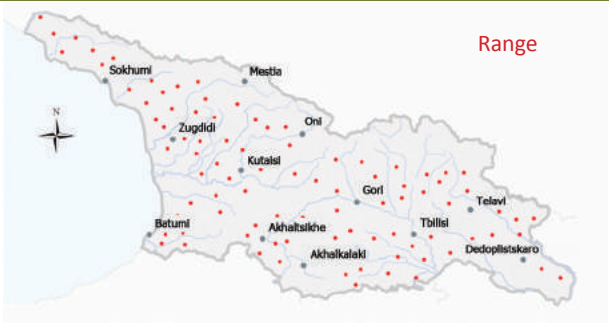 Range
Sokhumi
Mestia
N
Oni
Zugdidi
Kutaisi
Gori
Telavi
Batumi
Akhaltsikhe
Tbilisi
Dedoplistskaro
Akhalkalaki